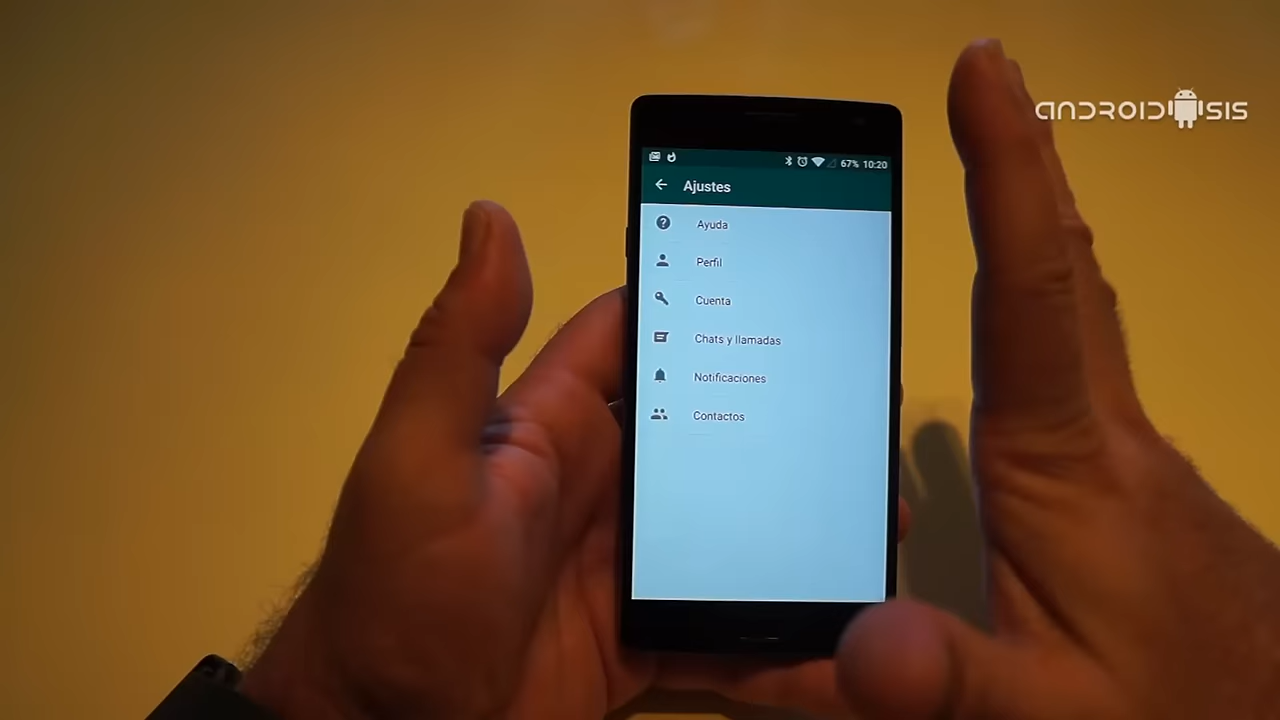 ANDROIDSIS
67% 10:20
Ajustes
Ayuda
Perfil
Cuenta
Chats y llamadas
Notificaciones
Contactos